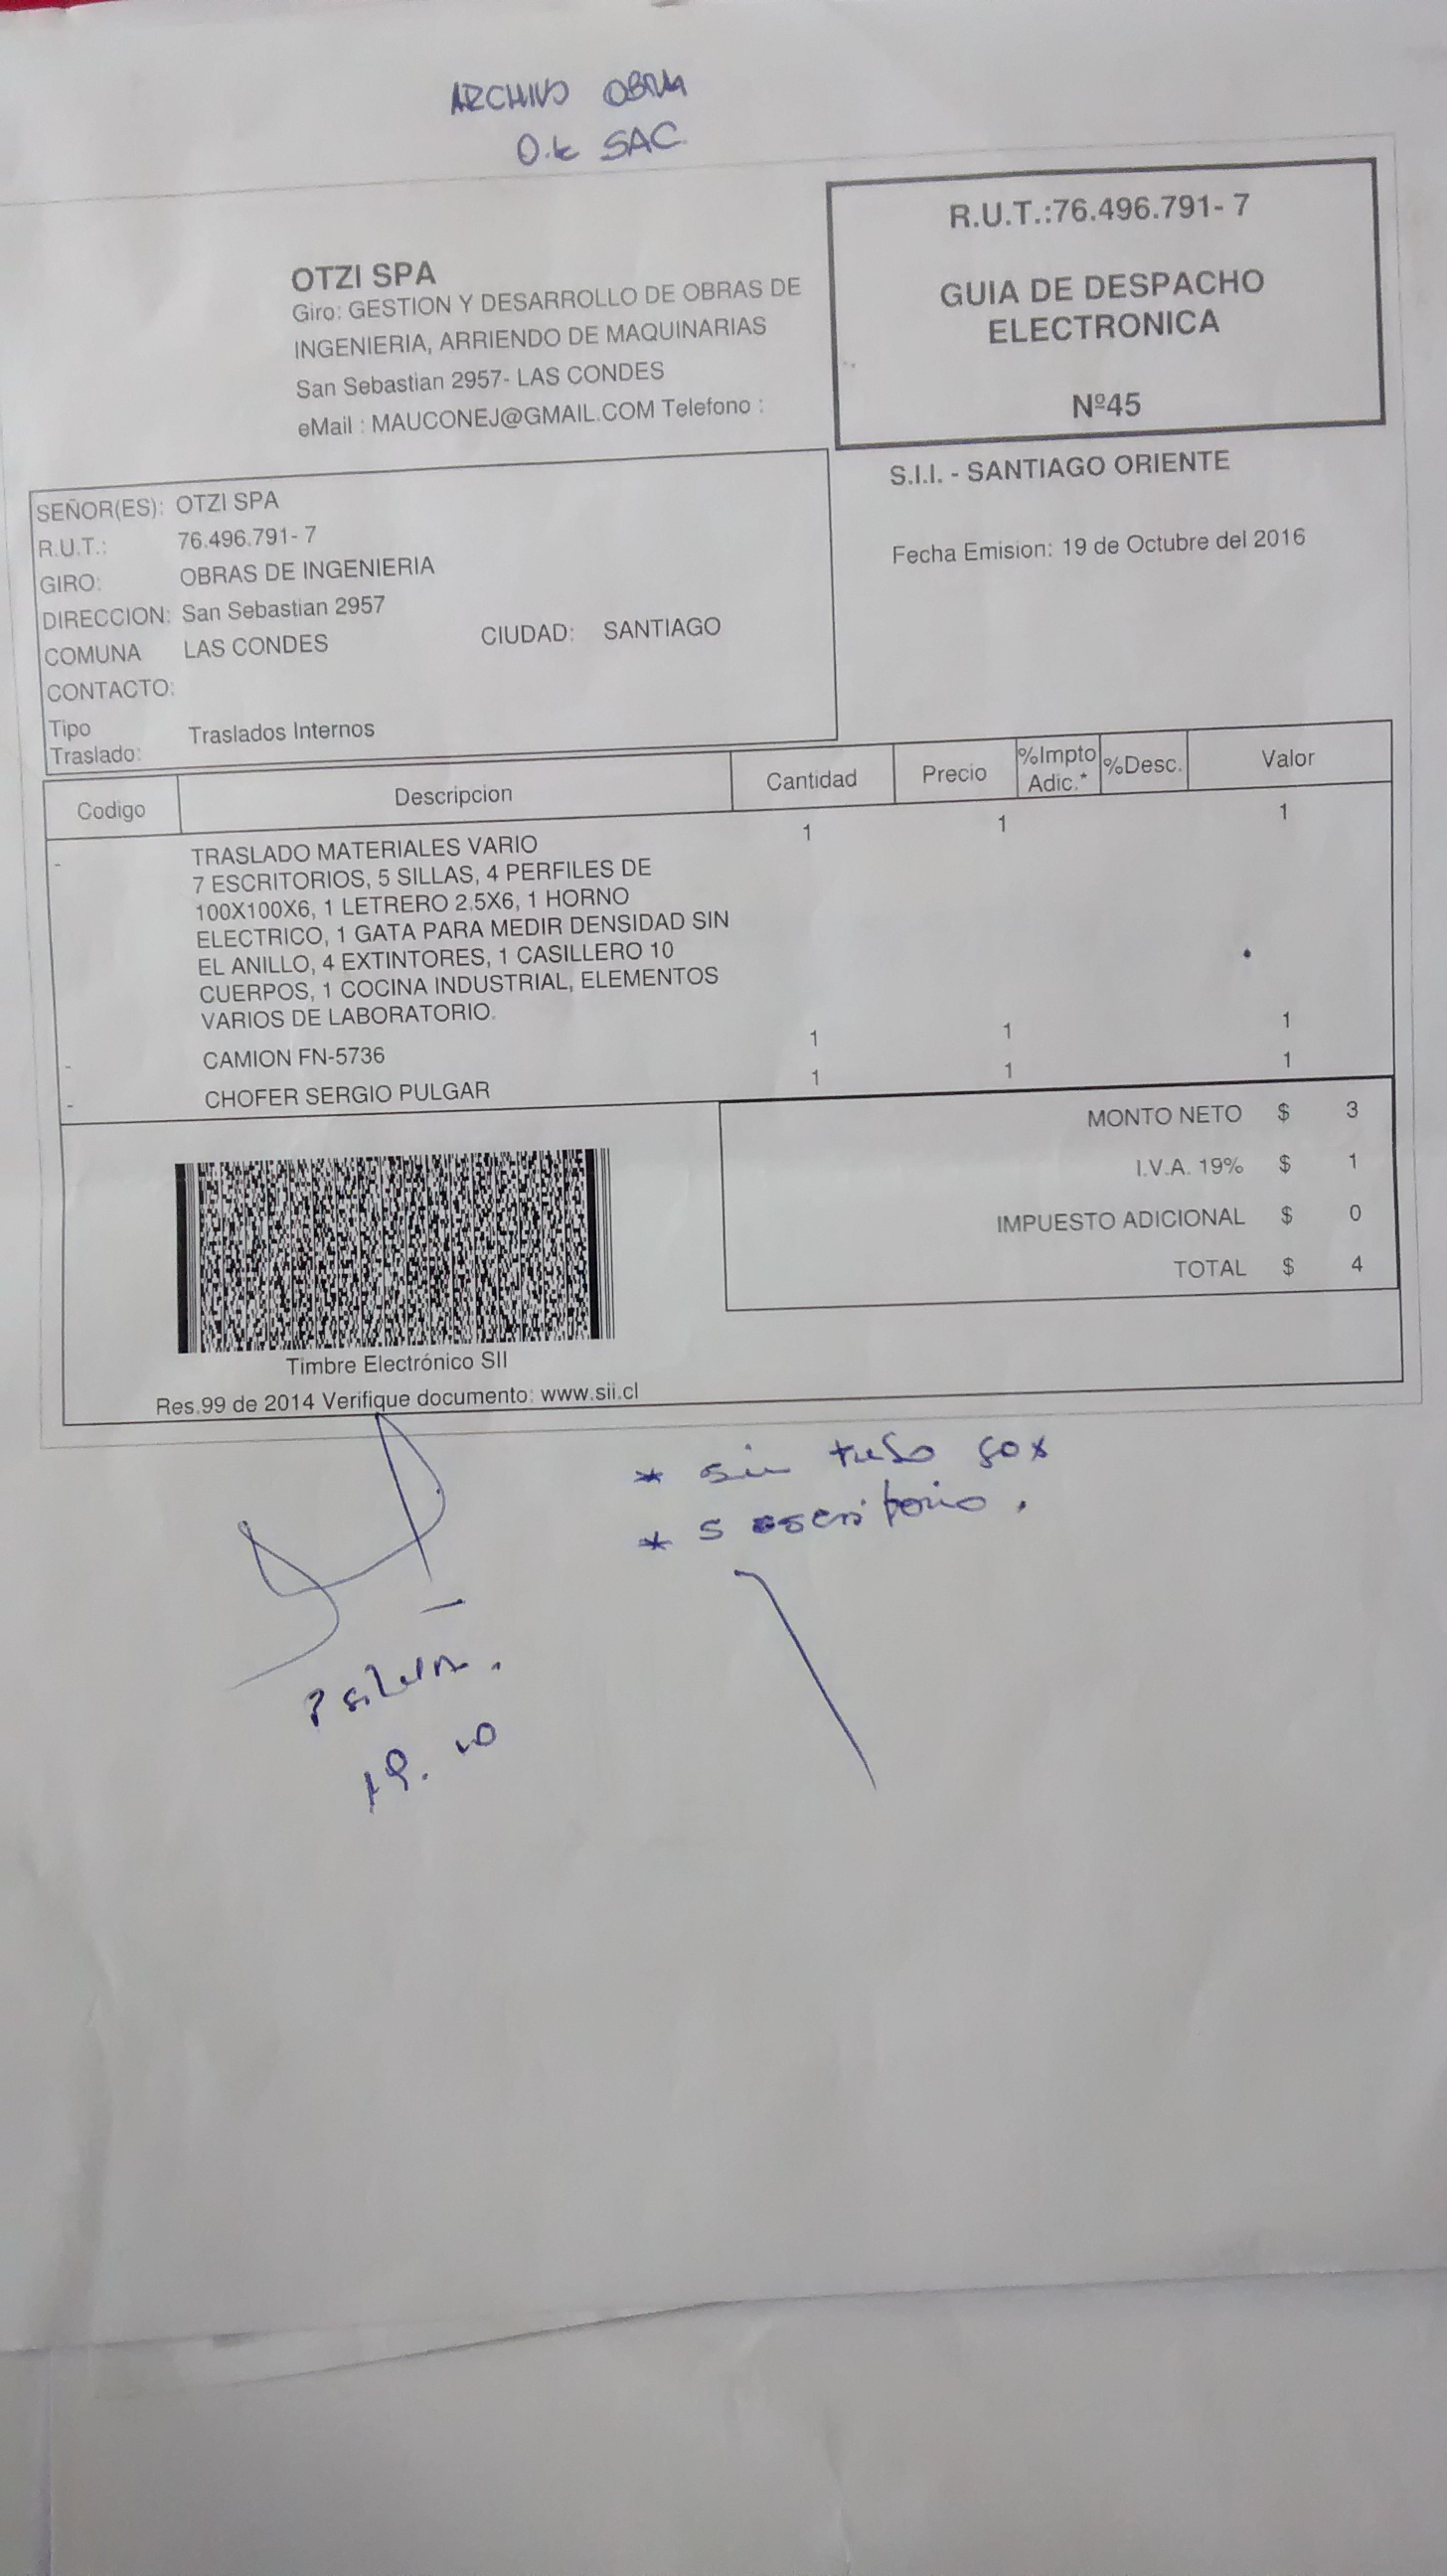 ARCHIVO OBRA
O.K SAC.
R.U.T.:76.496.791- 7
GUIA DE DESPACHO
ELECTRONICA
Nº45
OTZI SPA
Giro: GESTION Y DESARROLLO DE OBRAS DE
INGENIERIA, ARRIENDO DE MAQUINARIAS
San Sebastian 2957- LAS CONDES
eMail : MAUCONEJ@GMAIL.COM Telefono :
S.I.I. - SANTIAGO ORIENTE
Fecha Emision: 19 de Octubre del 2016
SEÑOR(ES): OTZI SPA
R.U.T.: 76.496.791- 7
GIRO: OBRAS DE INGENIERIA
DIRECCION: San Sebastian 2957
COMUNA LAS CONDES CIUDAD: SANTIAGO
CONTACTO:
Tipo
Traslado: Traslados Internos
Codigo Descripcion Cantidad Precio %Impto Adic.* %Desc. Valor
- TRASLADO MATERIALES VARIO 1 1 1
7 ESCRITORIOS, 5 SILLAS, 4 PERFILES DE
100X100X6, 1 LETRERO 2.5X6, 1 HORNO
ELECTRICO, 1 GATA PARA MEDIR DENSIDAD SIN
EL ANILLO, 4 EXTINTORES, 1 CASILLERO 10
CUERPOS, 1 COCINA INDUSTRIAL, ELEMENTOS
VARIOS DE LABORATORIO.
- CAMION FN-5736 1 1 1
- CHOFER SERGIO PULGAR 1 1 1
MONTO NETO $ 3
I.V.A. 19% $ 1
IMPUESTO ADICIONAL $ 0
TOTAL $ 4
Timbre Electrónico SII
Res.99 de 2014 Verifique documento: www.sii.cl
* sin
* 5 escritorio.
19. 10